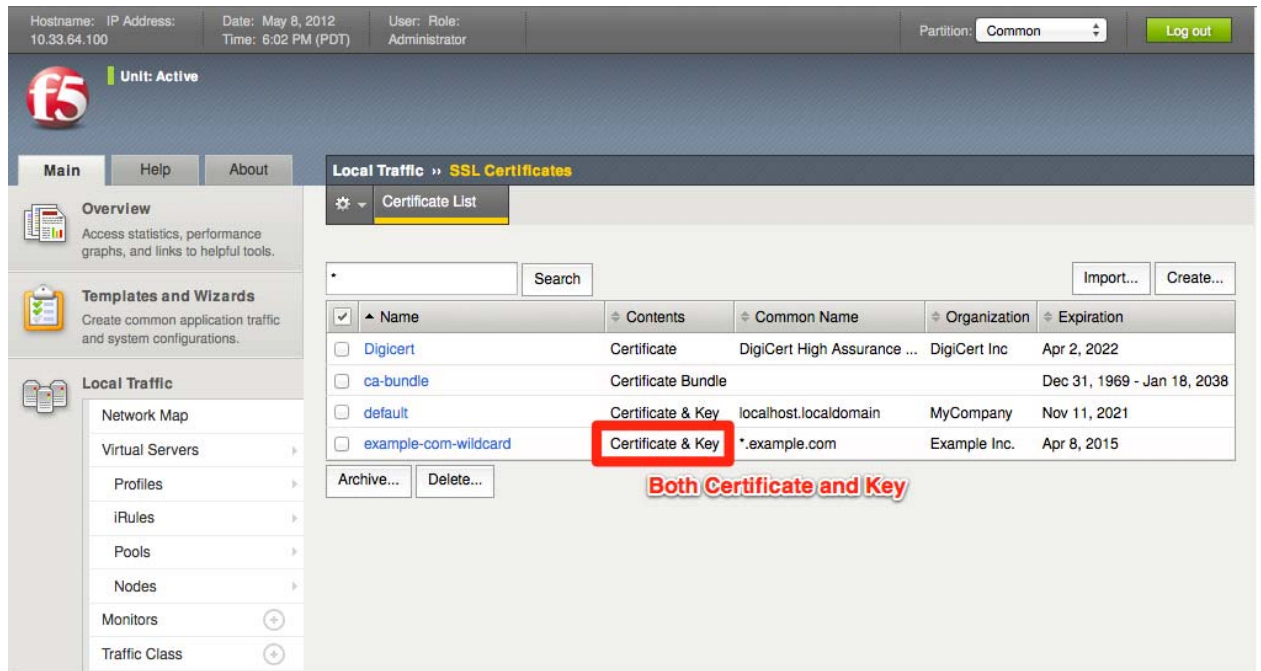 Hostname: IP Address: Date: May 8, 2012 User: Role:
10.33.64.100 Time: 6:02 PM (PDT) Administrator
Partition: Common Log out
f5
Unit: Active
Main Help About
Local Traffic ›› SSL Certificates
Certificate List
Overview
Access statistics, performance
graphs, and links to helpful tools.
Templates and Wizards
Create common application traffic
and system configurations.
Local Traffic
Network Map
Virtual Servers
Profiles
iRules
Pools
Nodes
Monitors
Traffic Class
* Search Import... Create...
Name Contents Common Name Organization Expiration
Digicert Certificate DigiCert High Assurance ... DigiCert Inc Apr 2, 2022
ca-bundle Certificate Bundle Dec 31, 1969 - Jan 18, 2038
default Certificate & Key localhost.localdomain MyCompany Nov 11, 2021
example-com-wildcard Certificate & Key *.example.com Example Inc. Apr 8, 2015
Archive... Delete...
Both Certificate and Key